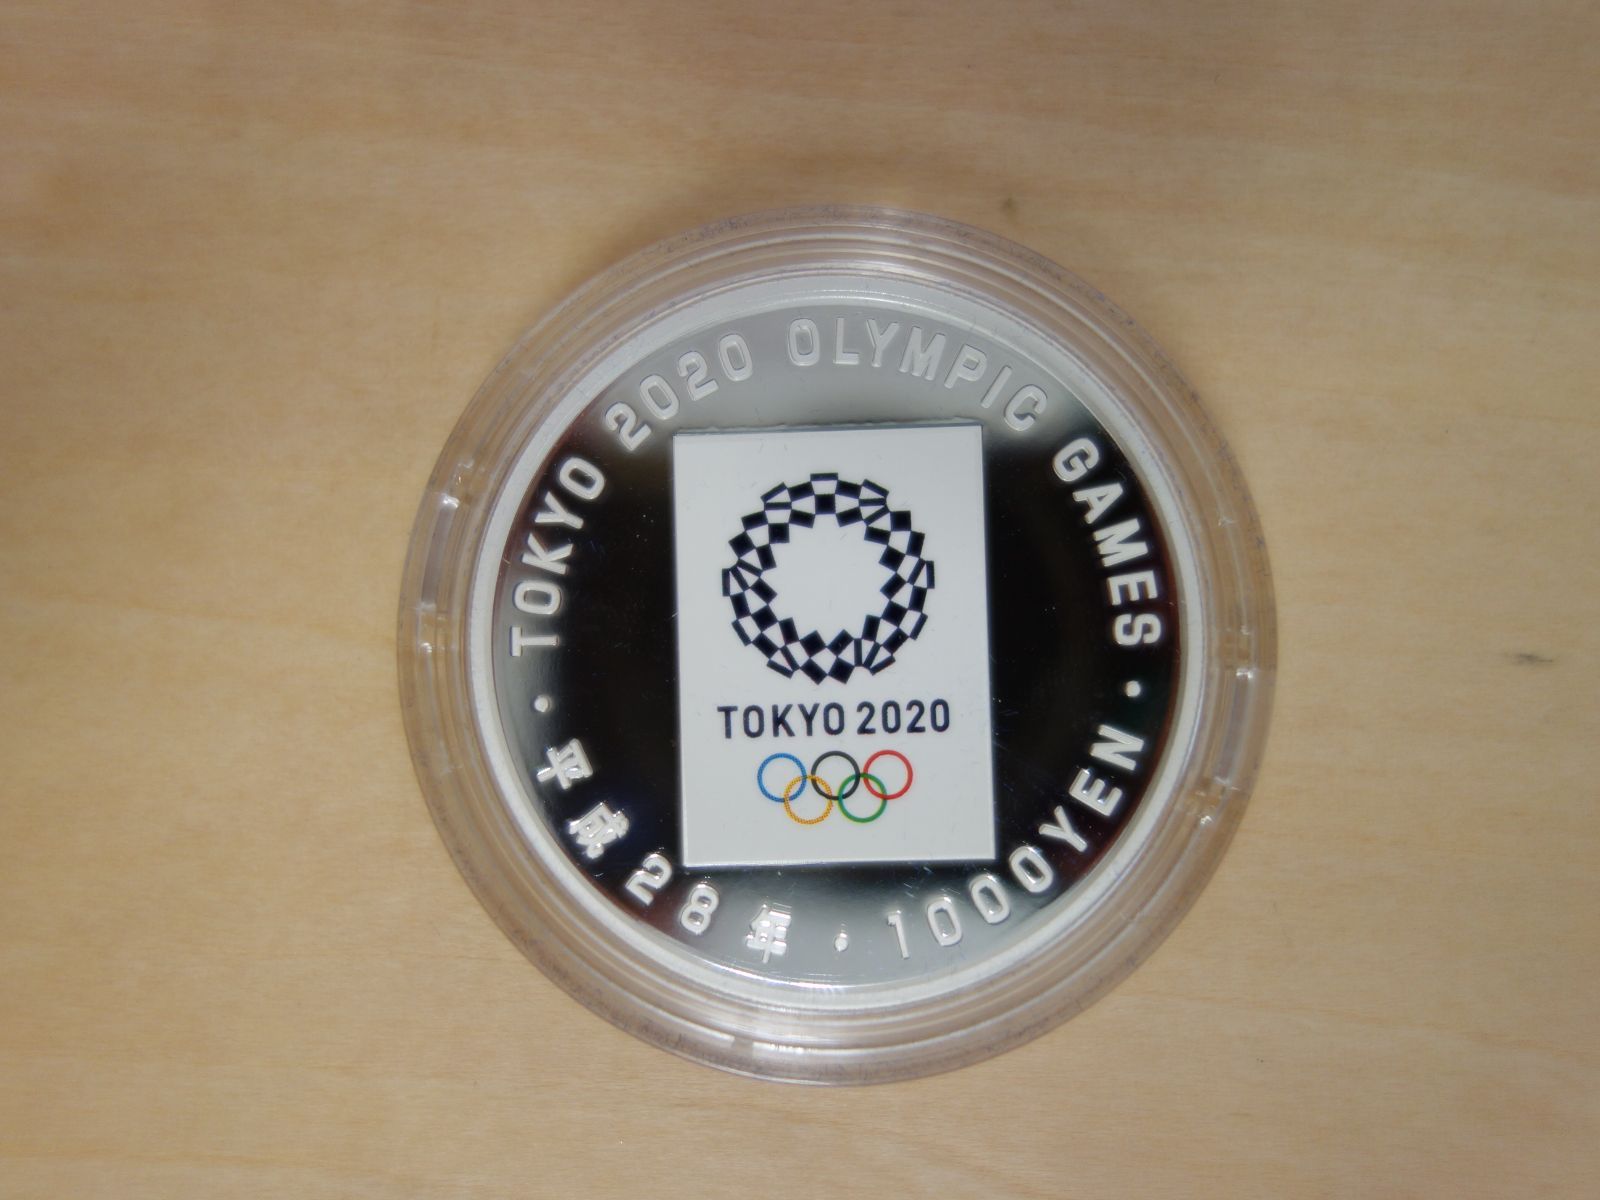 TOKYO 2020 OLYMPIC GAMES
TOKYO 2020
平成28年・1000YEN